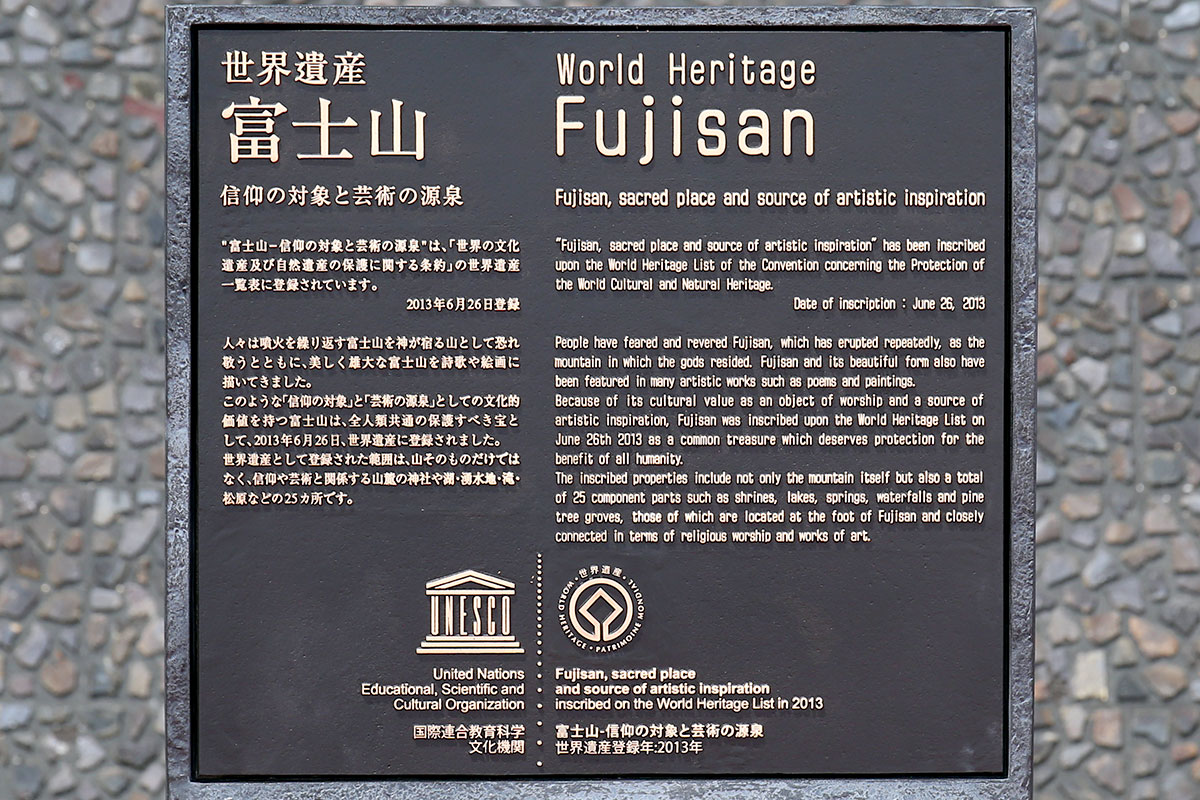 世界遺産
富士山
信仰の対象と芸術の源泉
"富士山−信仰の対象と芸術の源泉"は、「世界の文化
遺産及び自然遺産の保護に関する条約」の世界遺産
一覧表に登録されています。
2013年6月26日登録
人々は噴火を繰り返す富士山を神が宿る山として恐れ
敬うとともに、美しく雄大な富士山を詩歌や絵画に
描いてきました。
このような「信仰の対象」と「芸術の源泉」としての文化的
価値を持つ富士山は、全人類共通の保護すべき宝と
して、2013年6月26日、世界遺産に登録されました。
世界遺産として登録された範囲は、山そのものだけでは
なく、信仰や芸術と関係する山麓の神社や湖・湧水地・滝・
松原などの25カ所です。
World Heritage
Fujisan
Fujisan, sacred place and source of artistic inspiration
"Fujisan, sacred place and source of artistic inspiration" has been inscribed
upon the World Heritage List of the Convention concerning the Protection of
the World Cultural and Natural Heritage.
Date of inscription : June 26, 2013
People have feared and revered Fujisan, which has erupted repeatedly, as the
mountain in which the gods resided. Fujisan and its beautiful form also have
been featured in many artistic works such as poems and paintings.
Because of its cultural value as an object of worship and a source of
artistic inspiration, Fujisan was inscribed upon the World Heritage List on
June 26th 2013 as a common treasure which deserves protection for the
benefit of all humanity.
The inscribed properties include not only the mountain itself but also a total
of 25 component parts such as shrines, lakes, springs, waterfalls and pine
tree groves, those of which are located at the foot of Fujisan and closely
connected in terms of religious worship and works of art.
UNESCO
United Nations
Educational, Scientific and
Cultural Organization
国際連合教育科学
文化機関
・世界遺産・
WORLD HERITAGE • PATRIMOINE MONDIAL
Fujisan, sacred place
and source of artistic inspiration
inscribed on the World Heritage List in 2013
富士山-信仰の対象と芸術の源泉
世界遺産登録年:2013年